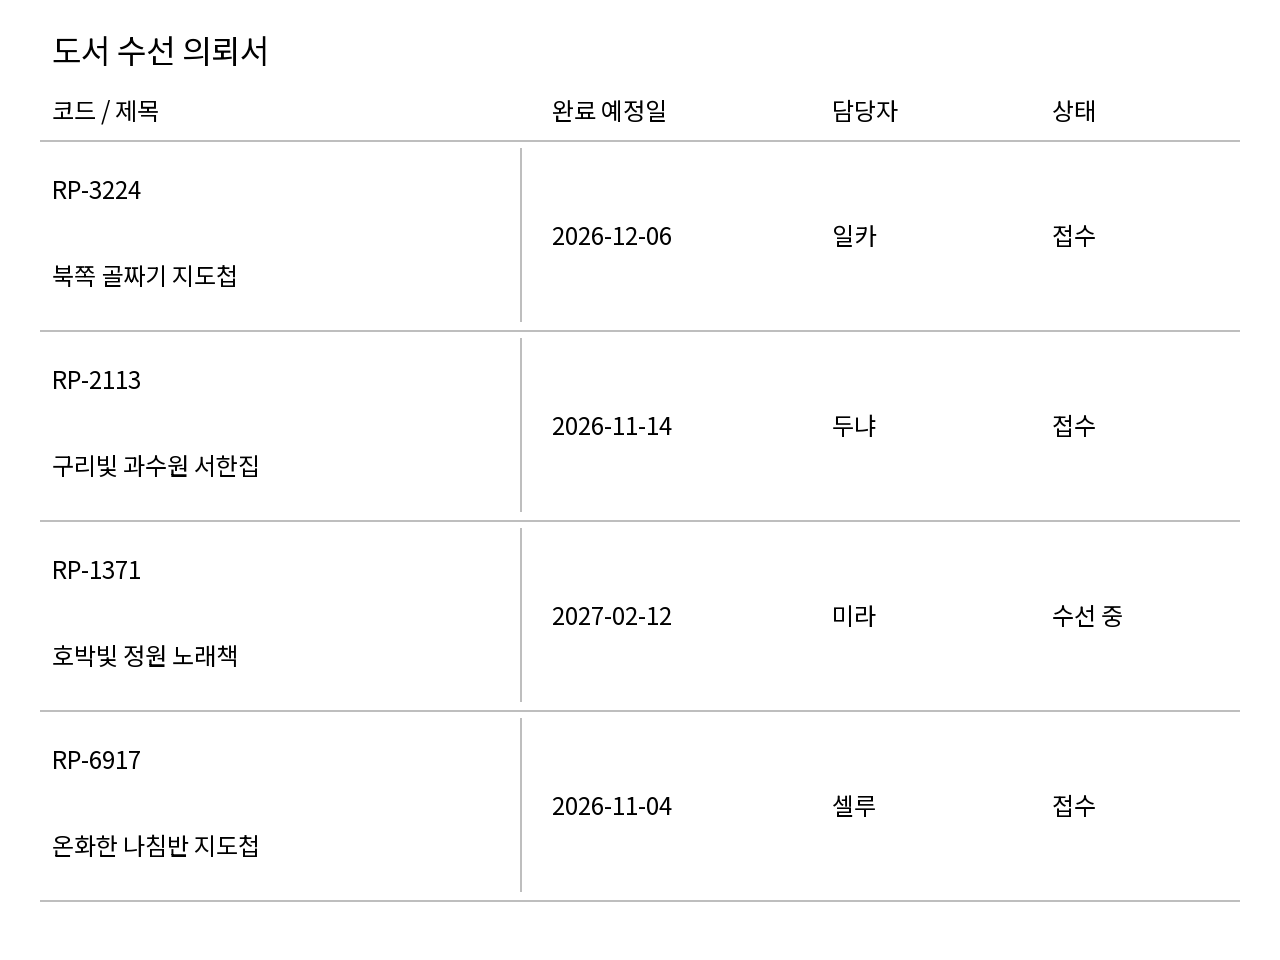 도서 수선 의뢰서
코드 / 제목 완료 예정일 담당자 상태
RP-3224
북쪽 골짜기 지도첩
2026-12-06 일카 접수
RP-2113
구리빛 과수원 서한집
2026-11-14 두냐 접수
RP-1371
호박빛 정원 노래책
2027-02-12 미라 수선 중
RP-6917
온화한 나침반 지도첩
2026-11-04 셀루 접수